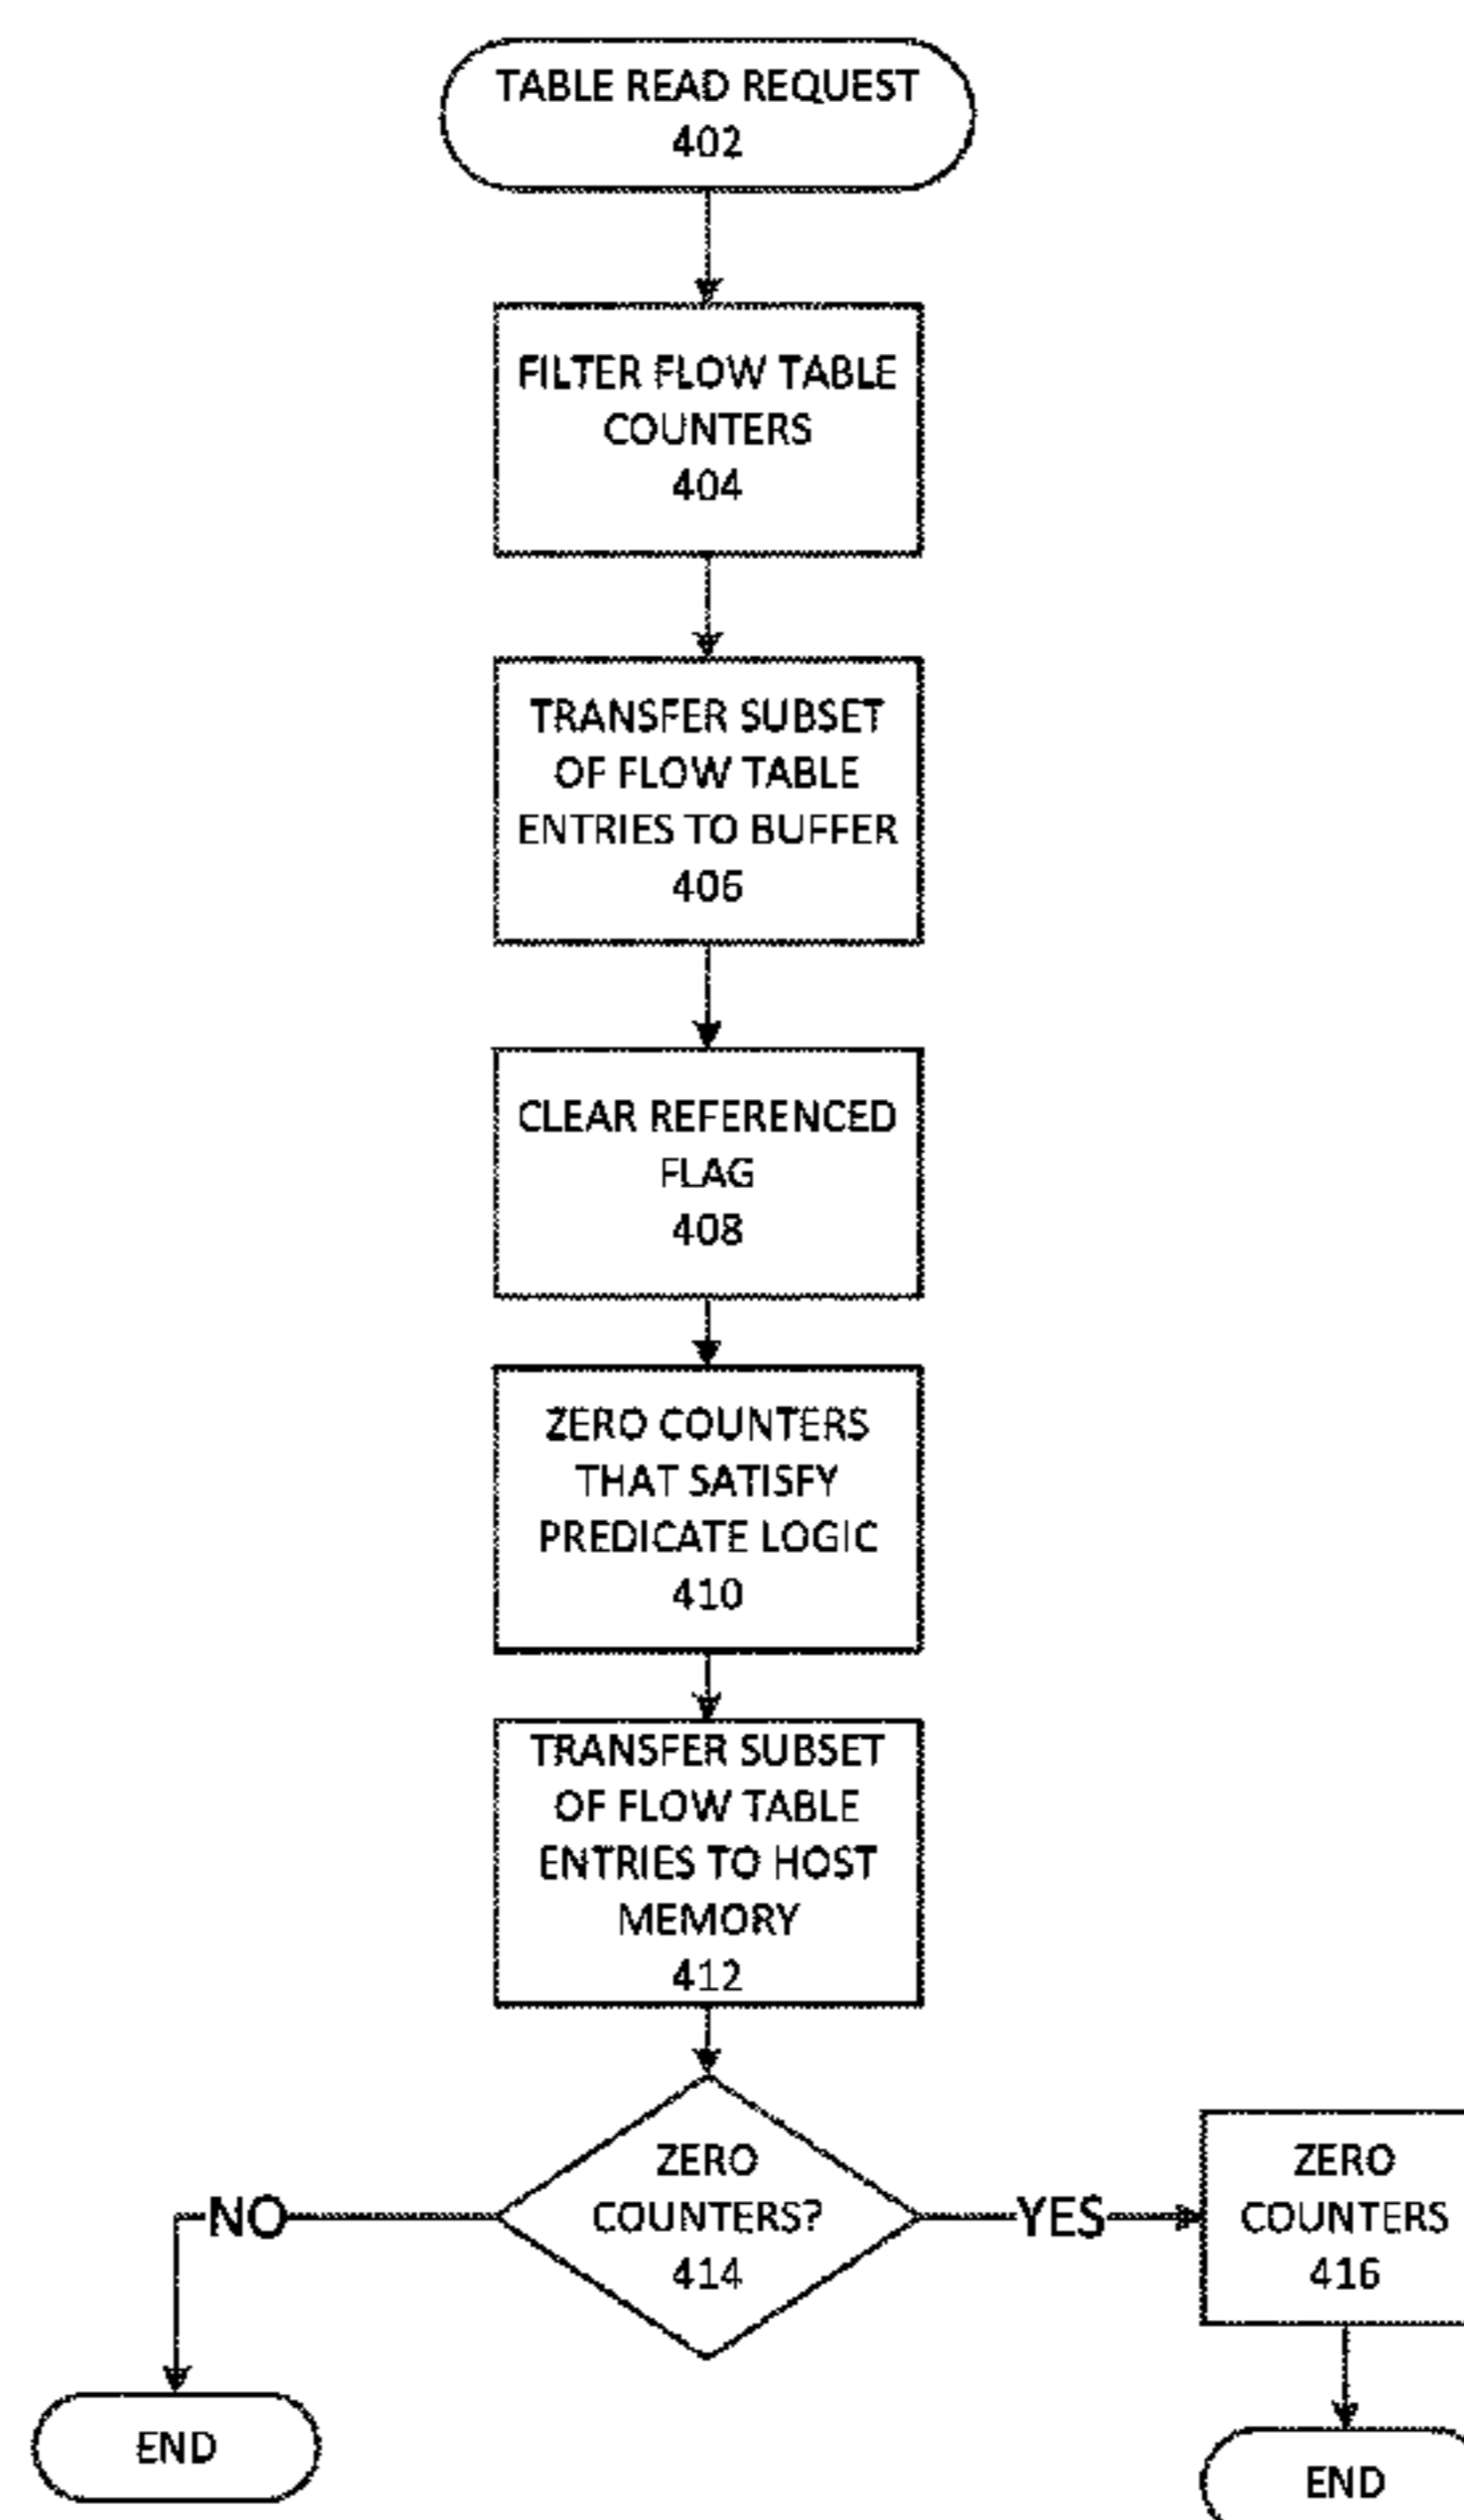 TABLE READ REQUEST
402
FILTER FLOW TABLE
COUNTERS
404
TRANSFER SUBSET
OF FLOW TABLE
ENTRIES TO BUFFER
406
CLEAR REFERENCED
FLAG
408
ZERO COUNTERS
THAT SATISFY
PREDICATE LOGIC
410
TRANSFER SUBSET
OF FLOW TABLE
ENTRIES TO HOST
MEMORY
412
ZERO
COUNTERS?
414
NO
YES
ZERO
COUNTERS
416
END
END